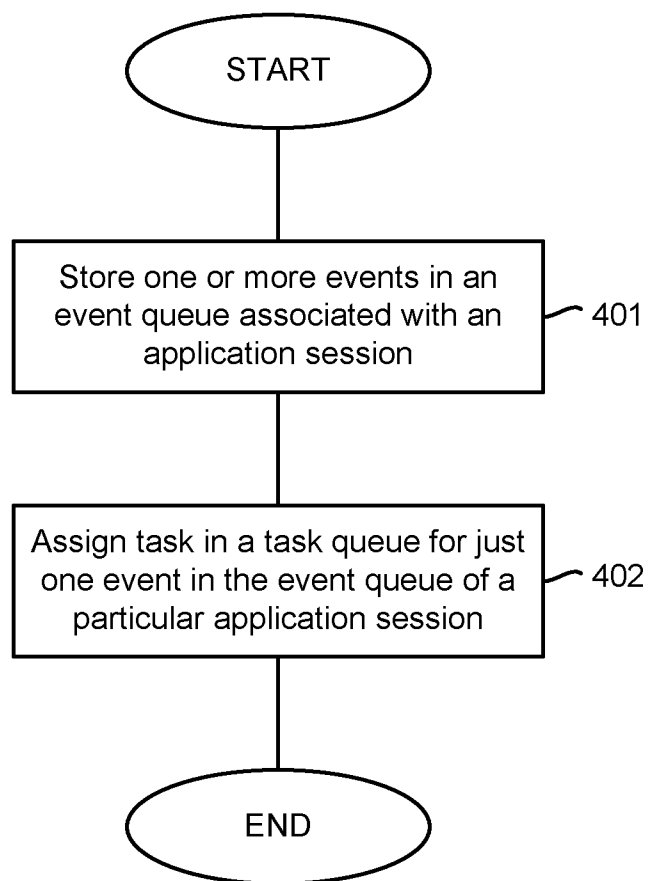 START
Store one or more events in an
event queue associated with an
application session
401
Assign task in a task queue for just
one event in the event queue of a
particular application session
402
END